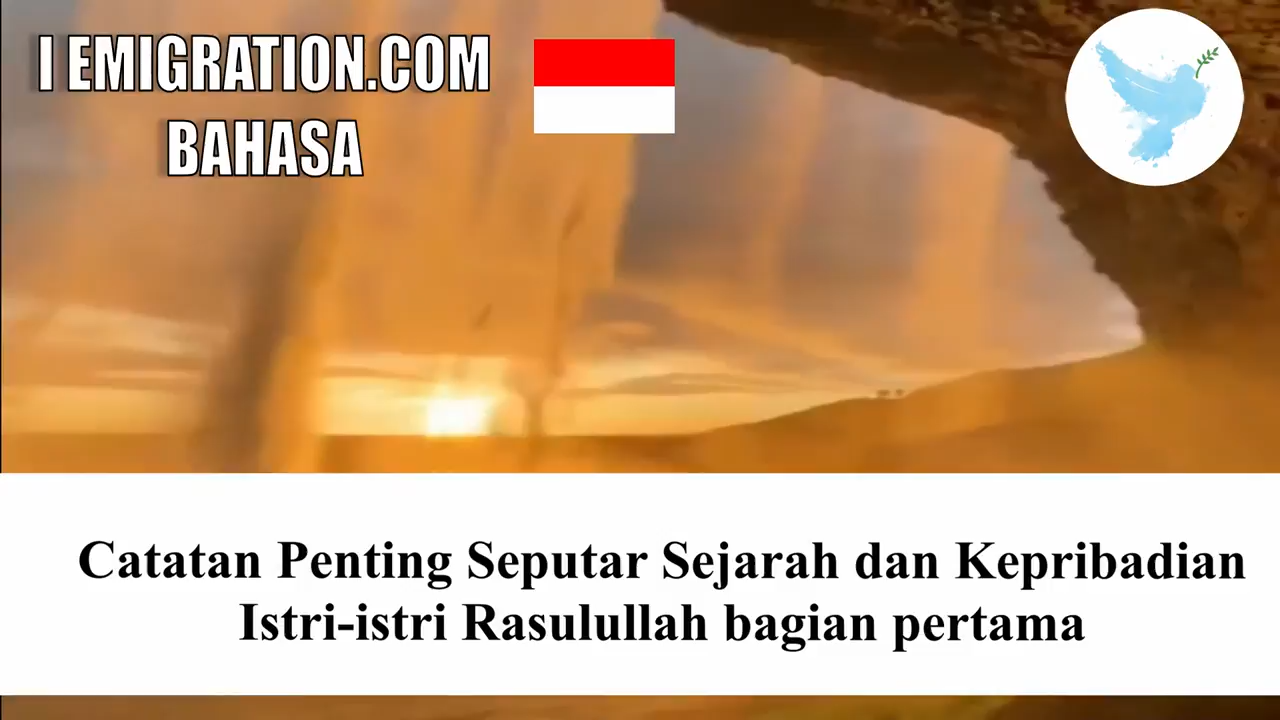 I EMIGRATION.COM
BAHASA
Catatan Penting Seputar Sejarah dan Kepribadian
Istri-istri Rasulullah bagian pertama